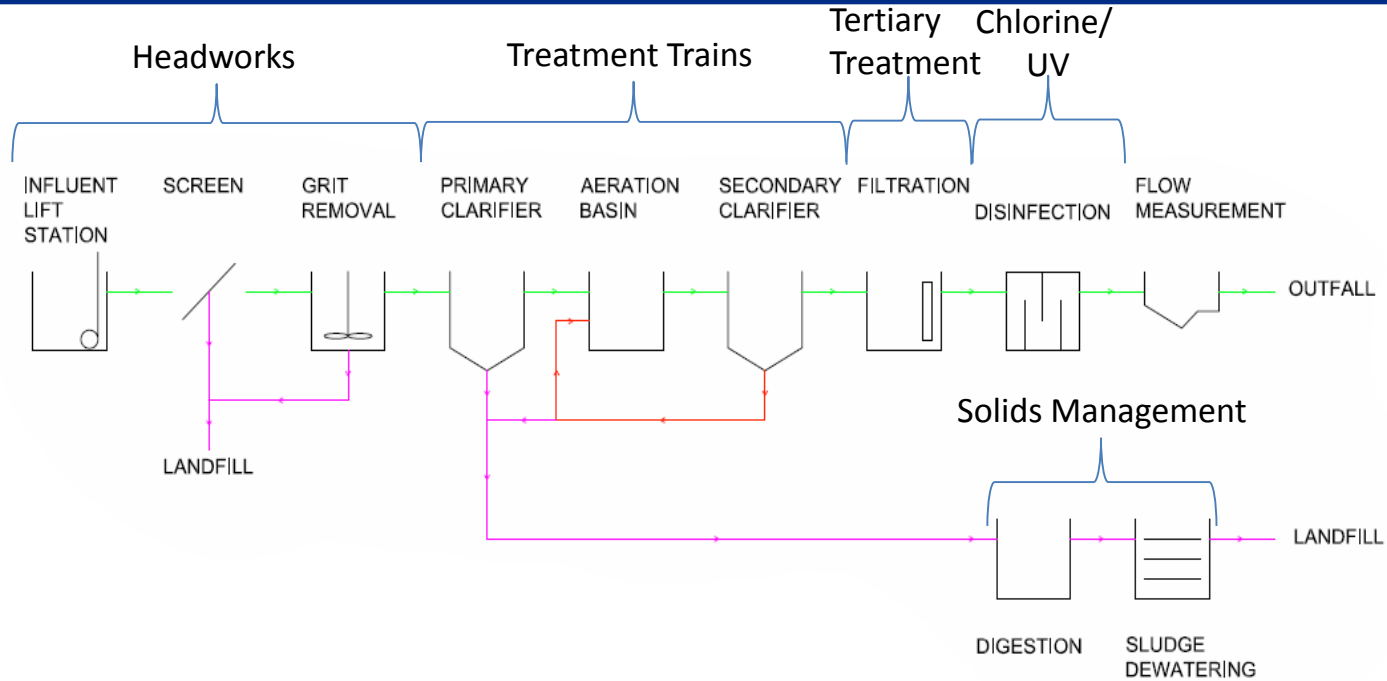 Headworks
Treatment Trains
Tertiary
Treatment
Chlorine/
UV
INFLUENT
LIFT
STATION
SCREEN
GRIT
REMOVAL
PRIMARY
CLARIFIER
AERATION
BASIN
SECONDARY
CLARIFIER
FILTRATION
DISINFECTION
FLOW
MEASUREMENT
OUTFALL
LANDFILL
Solids Management
LANDFILL
DIGESTION
SLUDGE
DEWATERING